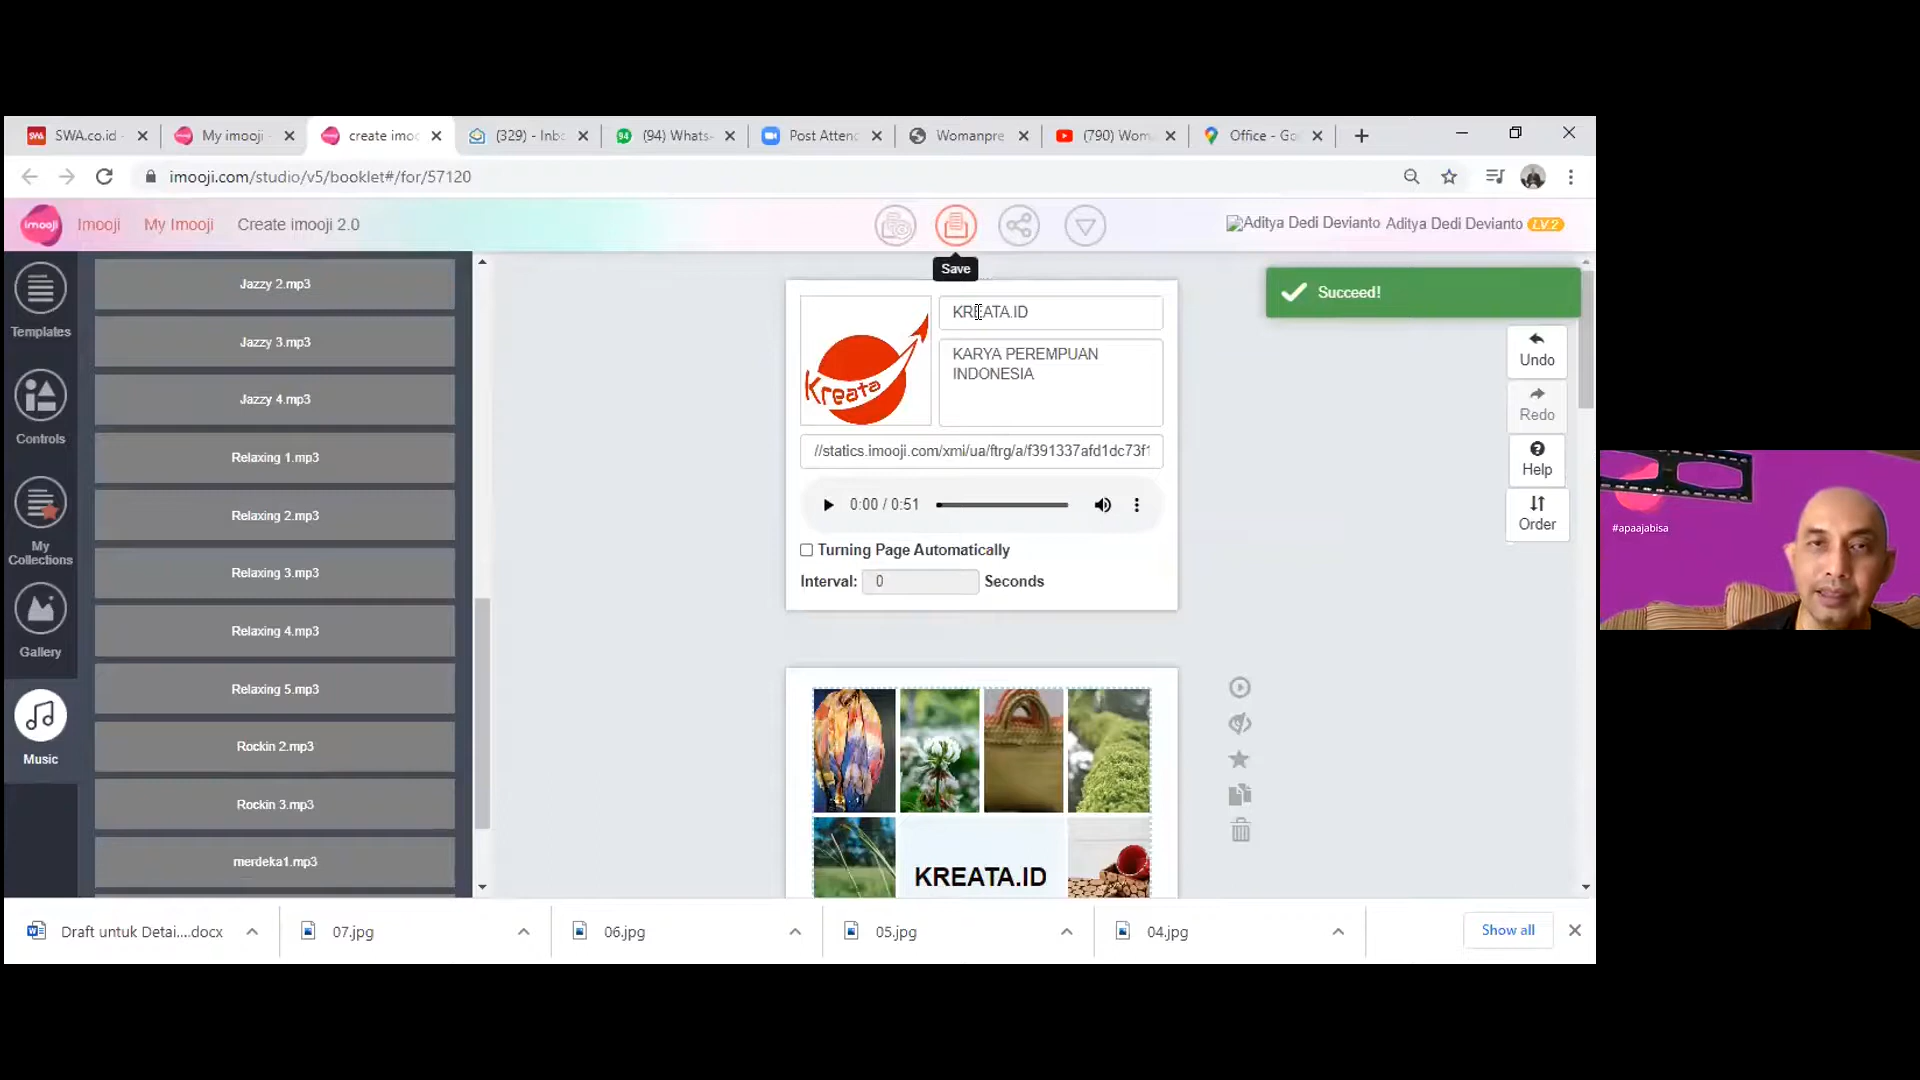 SWA.co.id
My imooji
create imoo
(329) - Inb
(94) Whats
Post Attend
Womanpre
(790) Wom
Office - Go
imooji.com/studio/v5/booklet#/for/57120
imooji
Imooji
My Imooji
Create imooji 2.0
Aditya Dedi Devianto Aditya Dedi Devianto LV.2
Save
Succeed!
Templates
Controls
My
Collections
Gallery
Music
Jazzy 2.mp3
Jazzy 3.mp3
Jazzy 4.mp3
Relaxing 1.mp3
Relaxing 2.mp3
Relaxing 3.mp3
Relaxing 4.mp3
Relaxing 5.mp3
Rockin 2.mp3
Rockin 3.mp3
merdeka1.mp3
Kreata
KREATA.ID
KARYA PEREMPUAN
INDONESIA
//statics.imooji.com/xmi/ua/ftrg/a/f391337afd1dc73f1
0:00 / 0:51
Turning Page Automatically
Interval: 0 Seconds
KREATA.ID
Undo
Redo
Help
Order
#apaajabisa
Draft untuk Detai....docx
07.jpg
06.jpg
05.jpg
04.jpg
Show all